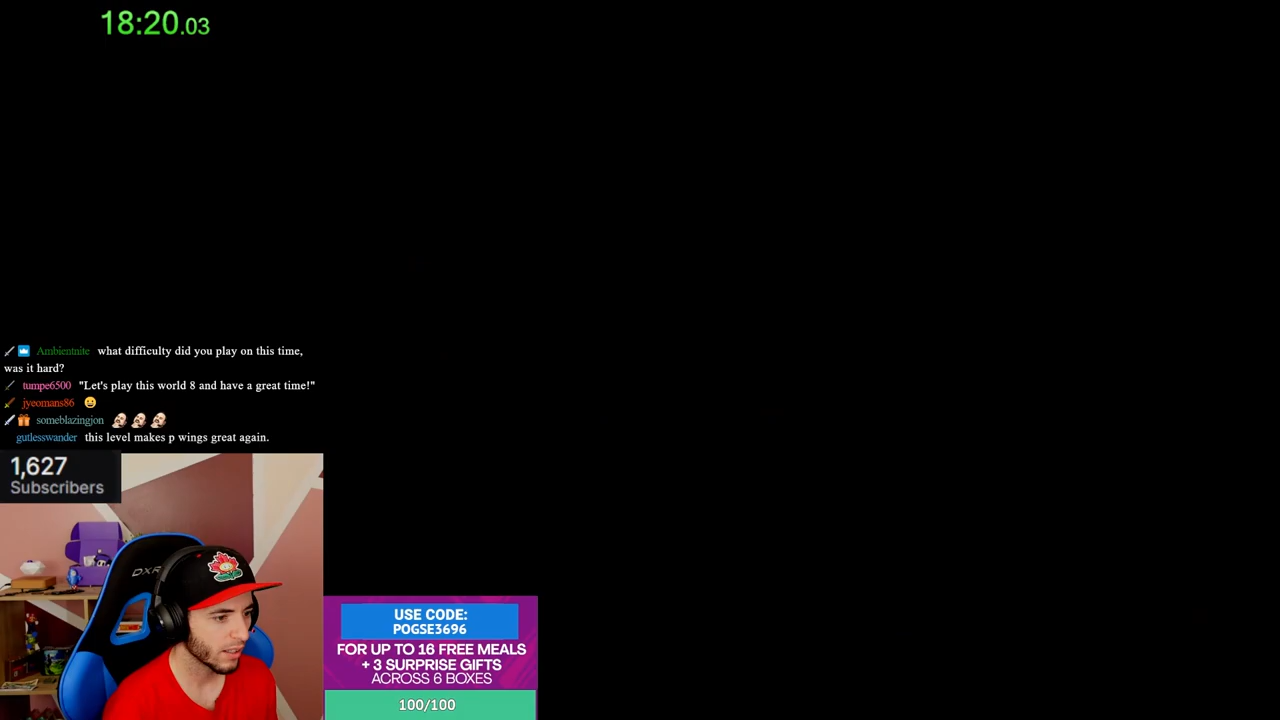 18:20.03
Ambientnite what difficulty did you play on this time,
was it hard?
tumpe6500 "Let's play this world 8 and have a great time!"
jyeomans86
someblazingjon
gutlesswander this level makes p wings great again.
1,627
Subscribers
DXR
USE CODE:
POGSE3696
FOR UP TO 16 FREE MEALS
+ 3 SURPRISE GIFTS
ACROSS 6 BOXES
100/100